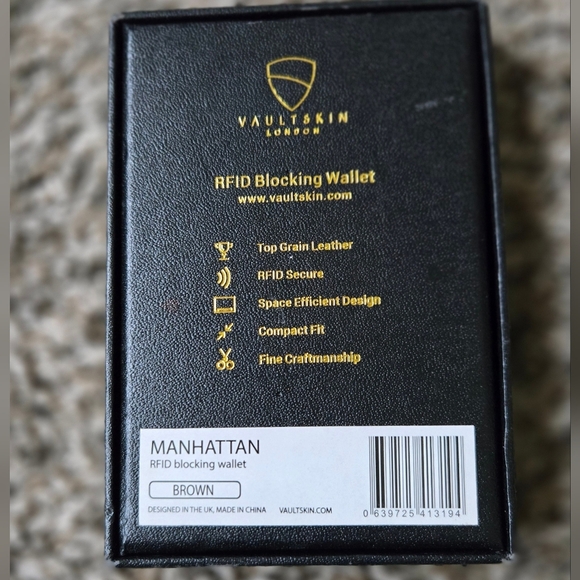 VAULTSKIN
LONDON
RFID Blocking Wallet
www.vaultskin.com
Top Grain Leather
RFID Secure
Space Efficient Design
Compact Fit
Fine Craftmanship
MANHATTAN
RFID blocking wallet
BROWN
DESIGNED IN THE UK, MADE IN CHINA VAULTSKIN.COM
0 639725 413194